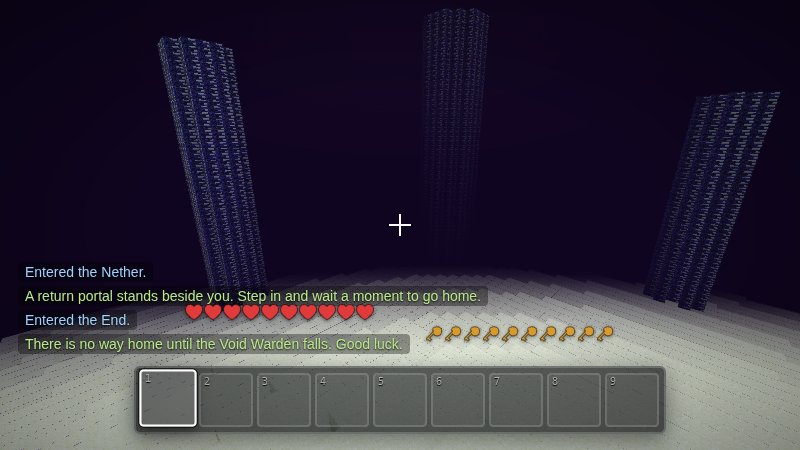 Entered the Nether.
A return portal stands beside you. Step in and wait a moment to go home.
Entered the End.
There is no way home until the Void Warden falls. Good luck.
1 2 3 4 5 6 7 8 9